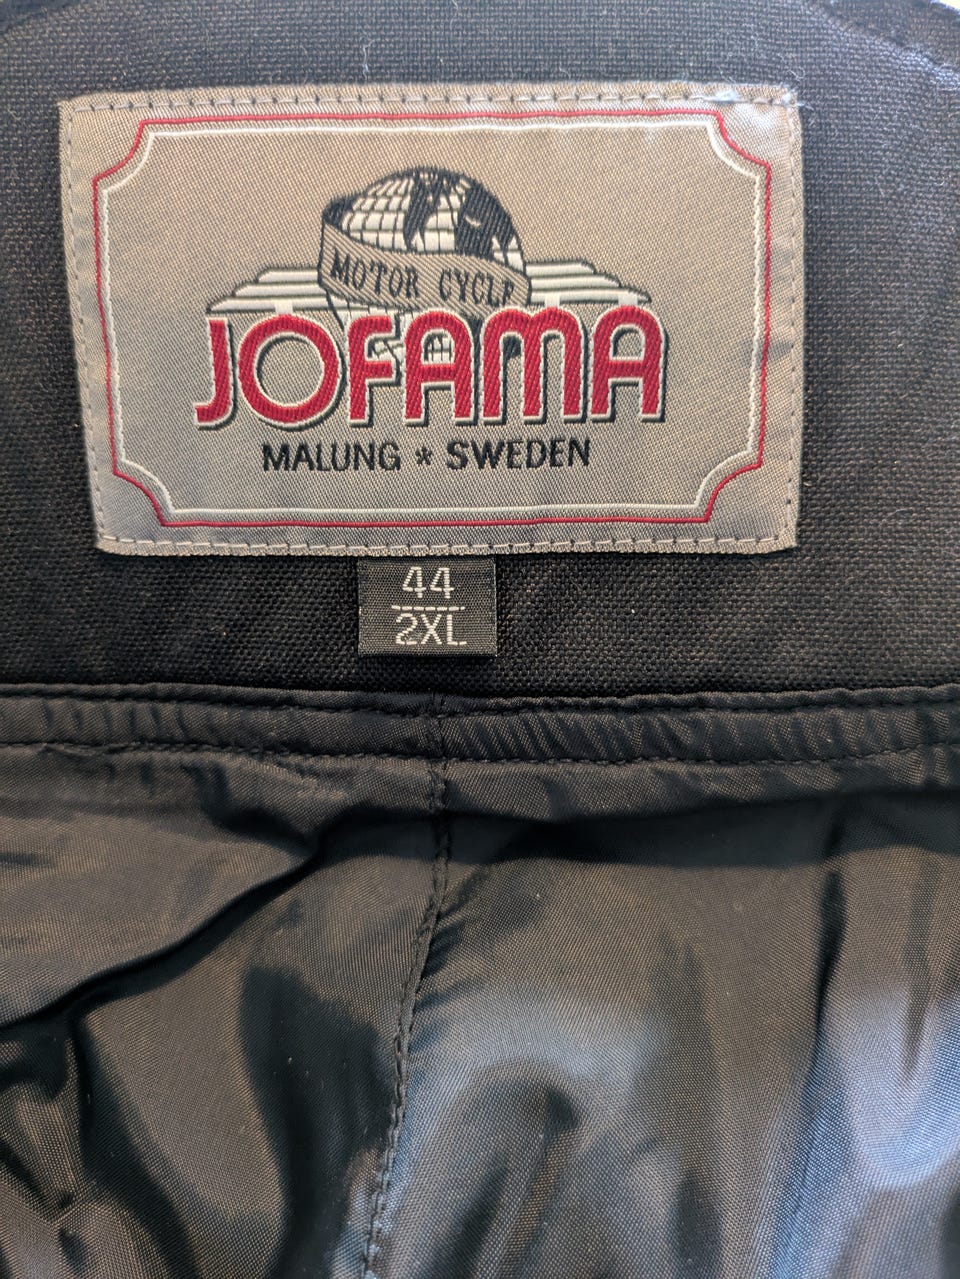 MOTOR CYCLE
JOFAMA
MALUNG * SWEDEN
44
2XL